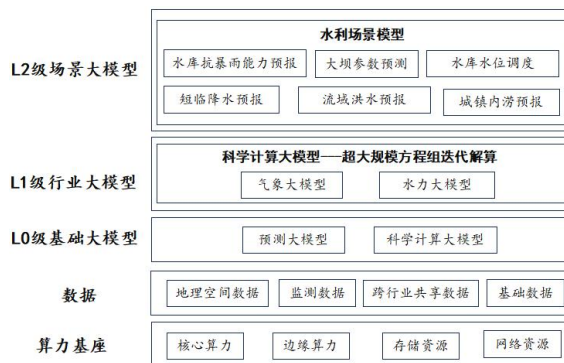 水利场景模型
L2级场景大模型
水库抗暴雨能力预报 大坝参数预测 水库水位调度
短临降水预报 流域洪水预报 城镇内涝预报
科学计算大模型——超大规模方程组迭代解算
L1级行业大模型
气象大模型 水力大模型
L0级基础大模型
预测大模型 科学计算大模型
数据
地理空间数据 监测数据 跨行业共享数据 基础数据
算力基座
核心算力 边缘算力 存储资源 网络资源